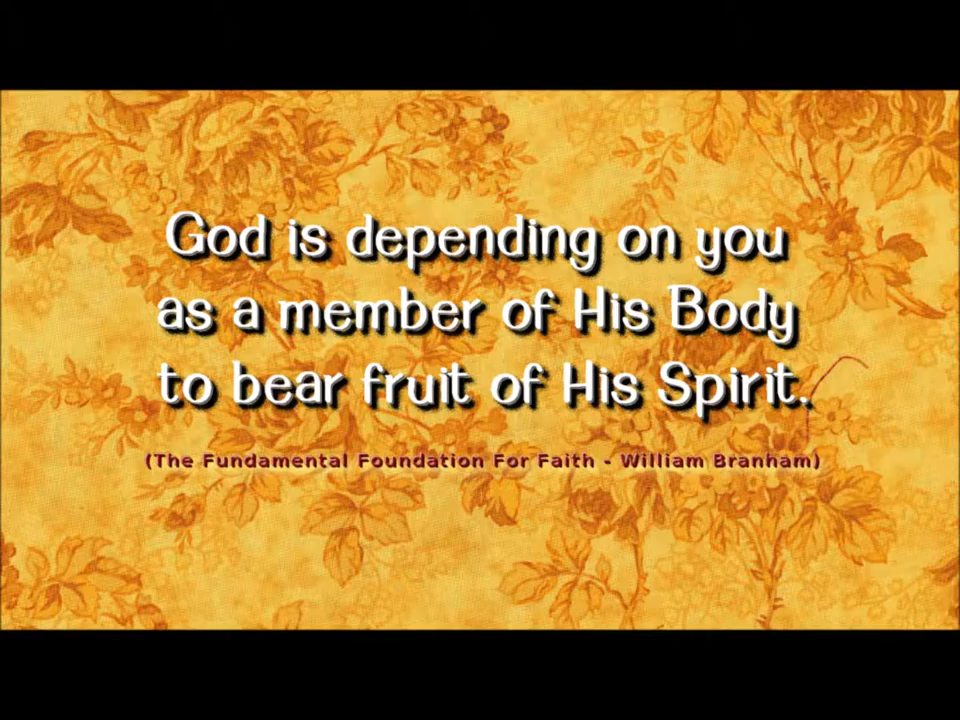 God is depending on you
as a member of His Body
to bear fruit of His Spirit.
(The Fundamental Foundation For Faith - William Branham)